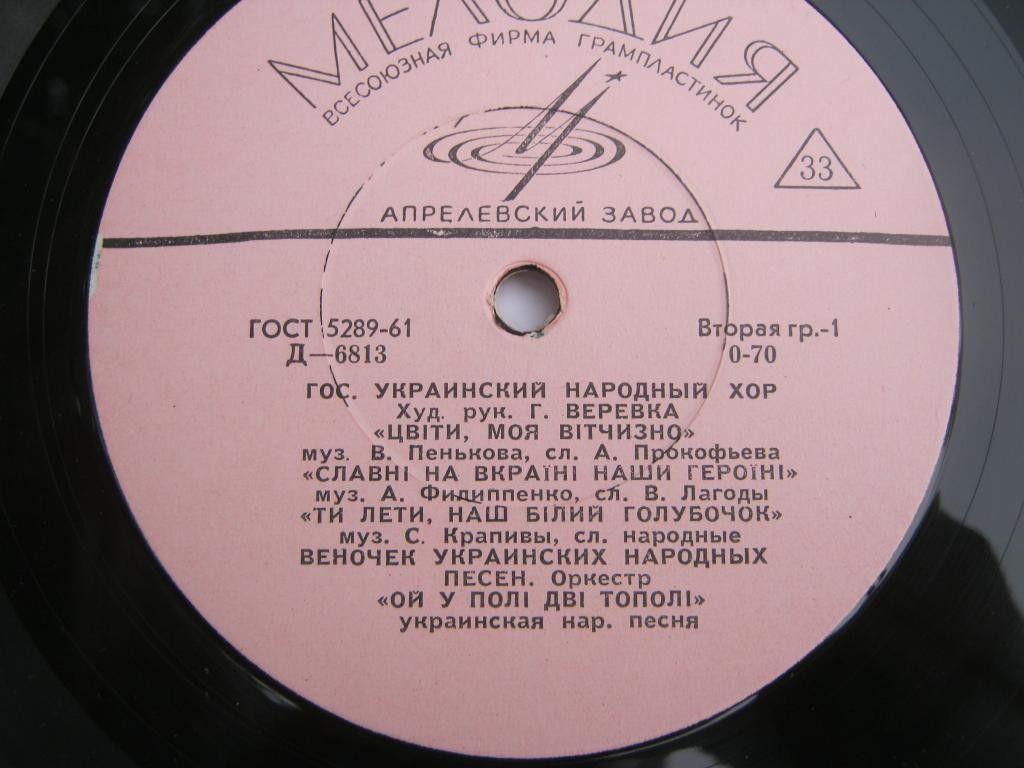 МЕЛОДИЯ
ВСЕСОЮЗНАЯ ФИРМА ГРАМПЛАСТИНОК
33
АПРЕЛЕВСКИЙ ЗАВОД
ГОСТ 5289-61 Вторая гр.-1
Д—6813 0-70
ГОС. УКРАИНСКИЙ НАРОДНЫЙ ХОР
Худ. рук. Г. ВЕРЕВКА
«ЦВІТИ, МОЯ ВІТЧИЗНО»
муз. В. Пенькова, сл. А. Прокофьева
«СЛАВНІ НА ВКРАЇНІ НАШИ ГЕРОЇНІ»
муз. А. Филиппенко, сл. В. Лагоды
«ТИ ЛЕТИ, НАШ БІЛИЙ ГОЛУБОЧОК»
муз. С. Крапивы, сл. народные
ВЕНОЧЕК УКРАИНСКИХ НАРОДНЫХ
ПЕСЕН. Оркестр
«ОЙ У ПОЛІ ДВІ ТОПОЛІ»
украинская нар. песня